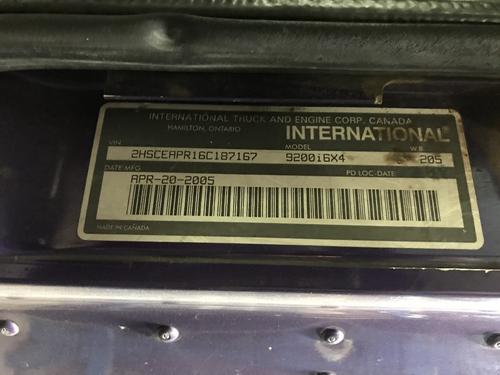 INTERNATIONAL TRUCK AND ENGINE CORP. CANADA
HAMILTON, ONTARIO INTERNATIONAL
VIN MODEL W.B.
2HSCEAPR16C187167 9200i6X4 205
DATE MFG PD LOC-DATE:
APR-20-2005
MADE IN CANADA